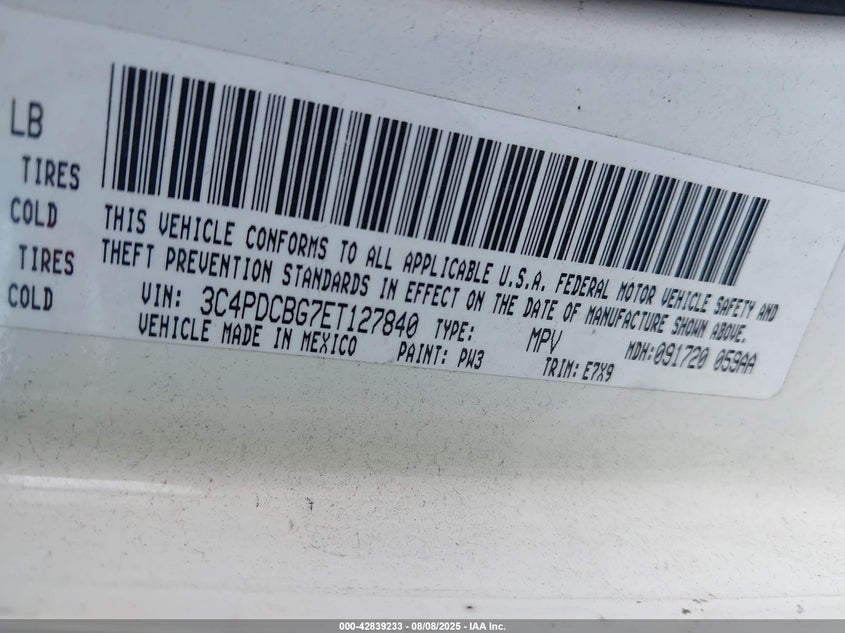 LB
TIRES
COLD
TIRES
COLD
THIS VEHICLE CONFORMS TO ALL APPLICABLE U.S.A. FEDERAL MOTOR VEHICLE SAFETY AND
THEFT PREVENTION STANDARDS IN EFFECT ON THE DATE OF MANUFACTURE SHOWN ABOVE.
VIN: 3C4PDCBG7ET127840 TYPE: MPV MDH:091720 059AA
VEHICLE MADE IN MEXICO PAINT: PW3 TRIM: E7X9
000-42839233 - 08/08/2025 - IAA Inc.